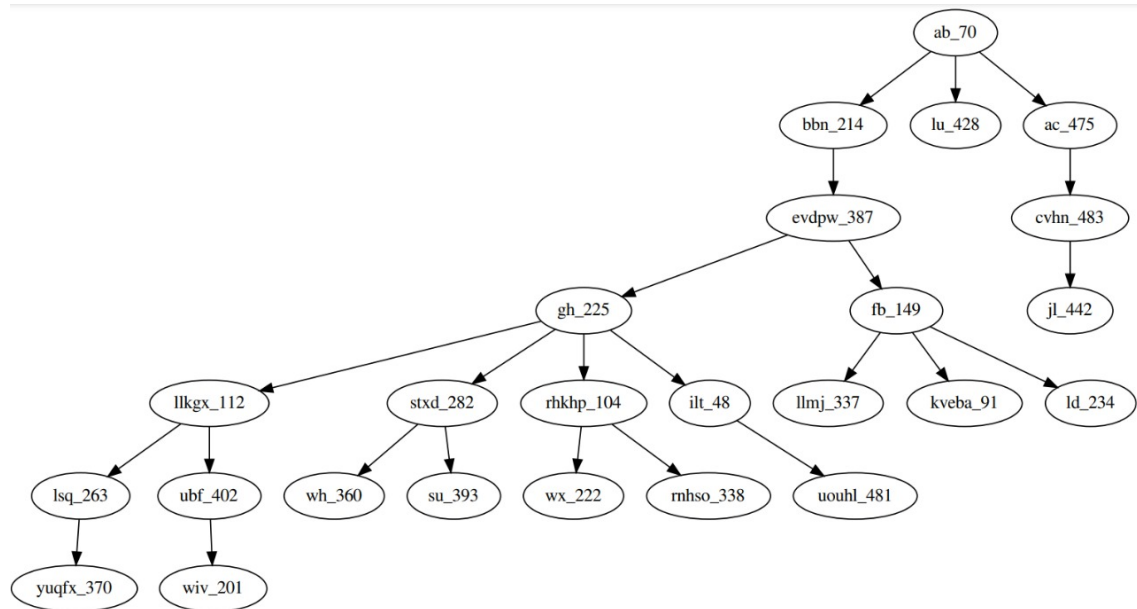 ab_70
bbn_214 lu_428 ac_475
evdpw_387 cvhn_483
gh_225 fb_149 jl_442
llkgx_112 stxd_282 rhkhp_104 ilt_48 llmj_337 kveba_91 ld_234
lsq_263 ubf_402 wh_360 su_393 wx_222 rnhso_338 uouhl_481
yuqfx_370 wiv_201